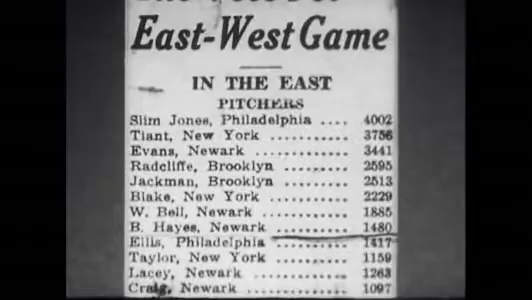 East-West Game
IN THE EAST
PITCHERS
Slim Jones, Philadelphia .... 4002
Tiant, New York ............ 3756
Evans, Newark .............. 3441
Radcliffe, Brooklyn ......... 2595
Jackman, Brooklyn .......... 2513
Blake, New York ............ 2229
W. Bell, Newark ............. 1885
B. Hayes, Newark ........... 1480
Ellis, Philadelphia ........... 1417
Taylor, New York ........... 1159
Lacey, Newark .............. 1263
Craig, Newark .............. 1097